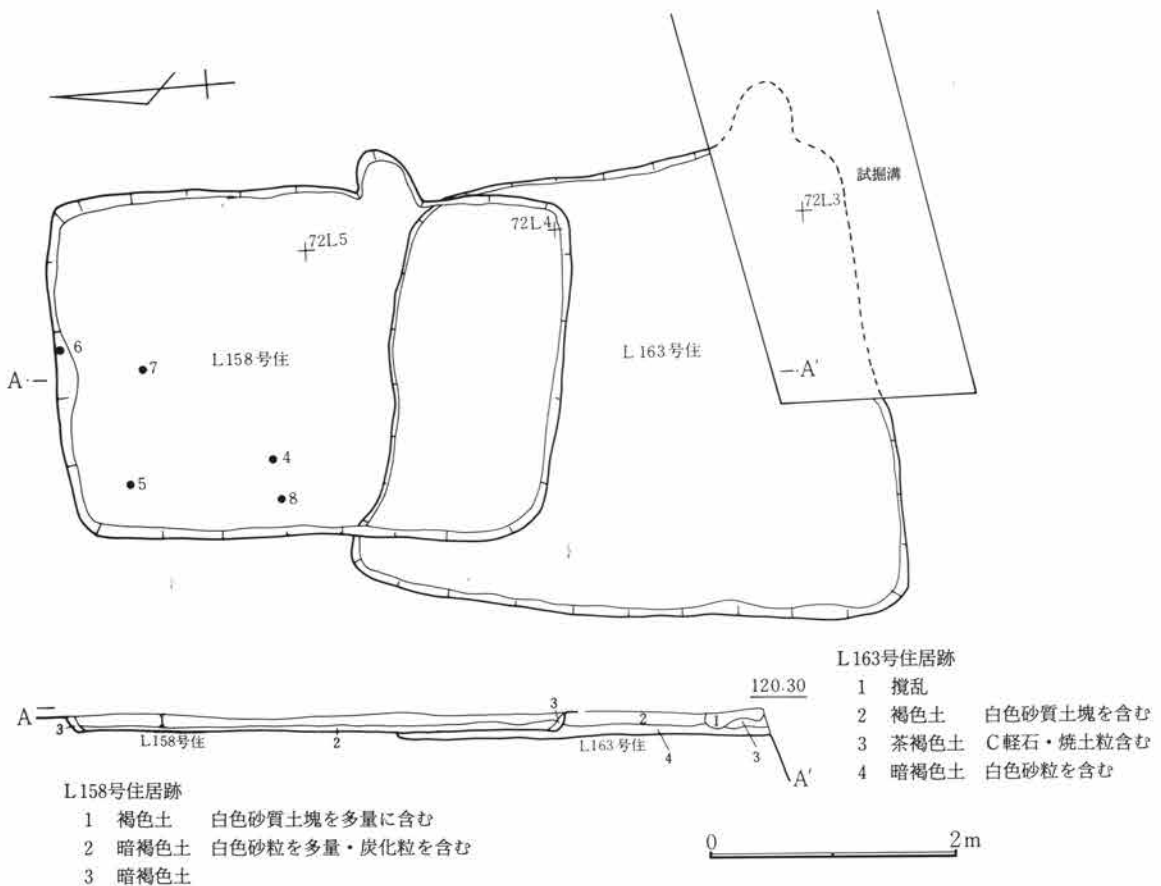 試掘溝
72L3
72L4
72L5
6
7
L158号住
L 163号住
A
A'
4
5
8
L 163号住居跡
1 撹乱
2 褐色土 白色砂質土塊を含む
3 茶褐色土 C軽石・焼土粒含む
4 暗褐色土 白色砂粒を含む
120.30
A
3
3
2
1
L158号住
2
L163号住
4
3
A'
L158号住居跡
1 褐色土 白色砂質土塊を多量に含む
2 暗褐色土 白色砂粒を多量・炭化粒を含む
3 暗褐色土
0 2m